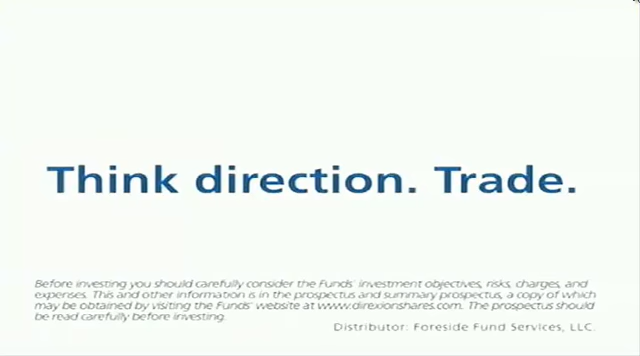 Think direction. Trade.
Before investing you should carefully consider the Funds' investment objectives, risks, charges, and
expenses. This and other information is in the prospectus and summary prospectus, a copy of which
may be obtained by visiting the Funds' website at www.direxionshares.com. The prospectus should
be read carefully before investing.
Distributor: Foreside Fund Services, LLC.